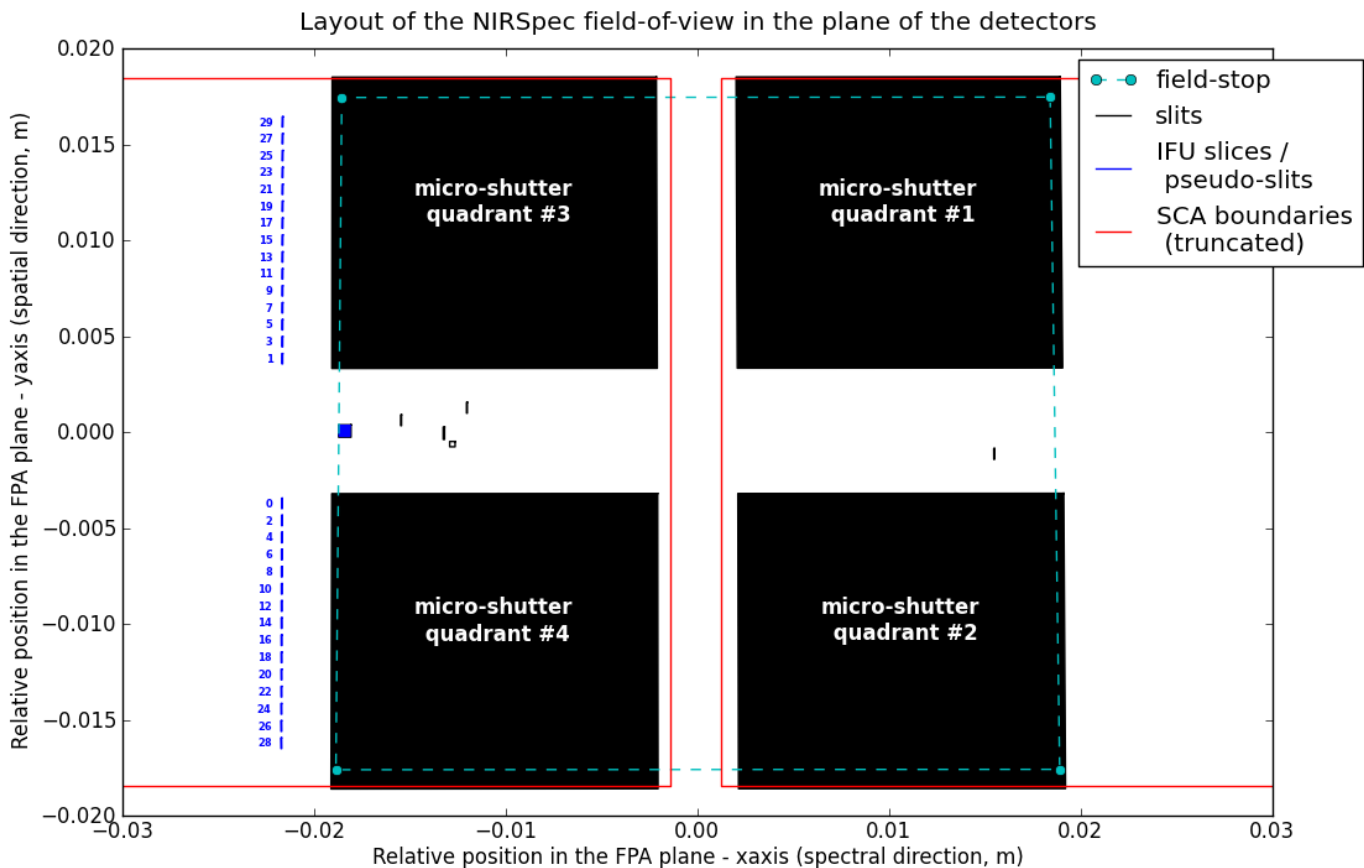 Layout of the NIRSpec field-of-view in the plane of the detectors
Relative position in the FPA plane - yaxis (spatial direction, m)
0.020
0.015
0.010
0.005
0.000
−0.005
−0.010
−0.015
−0.020
29
27
25
23
21
19
17
15
13
11
9
7
5
3
1
0
2
4
6
8
10
12
14
16
18
20
22
24
26
28
micro-shutter
quadrant #3
micro-shutter
quadrant #1
micro-shutter
quadrant #4
micro-shutter
quadrant #2
field-stop
slits
IFU slices /
pseudo-slits
SCA boundaries
(truncated)
−0.03
−0.02
−0.01
0.00
0.01
0.02
0.03
Relative position in the FPA plane - xaxis (spectral direction, m)